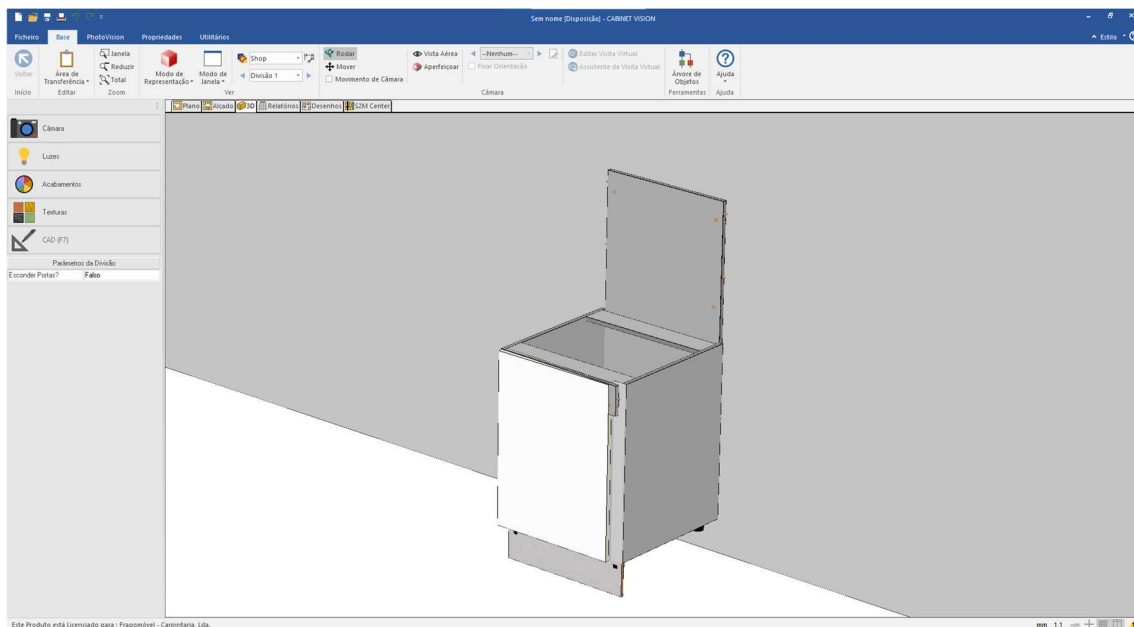 Sem nome [Disposição] - CABINET VISION
Ficheiro Base PhotoVision Propriedades Utilitários
Estilo
Voltar
Início
Área de Transferência
Editar
Janela
Reduzir
Total
Zoom
Modo de Representação
Modo de Janela
Shop
Divisão 1
Ver
Rodar
Mover
Movimento de Câmara
Vista Aérea
Aperfeiçoar
--Nenhum--
Fixar Orientação
Editar Visita Virtual
Assistente de Visita Virtual
Câmara
Árvore de Objetos
Ferramentas
Ajuda
Ajuda
Plano Alçado 3D Relatórios Desenhos S2M Center
Câmara
Luzes
Acabamentos
Texturas
CAD (F7)
Parâmetros da Divisão
Esconder Portas? Falso
Este Produto está Licenciado para : Fragomóvel - Carpintaria, Lda.
mm 1:1